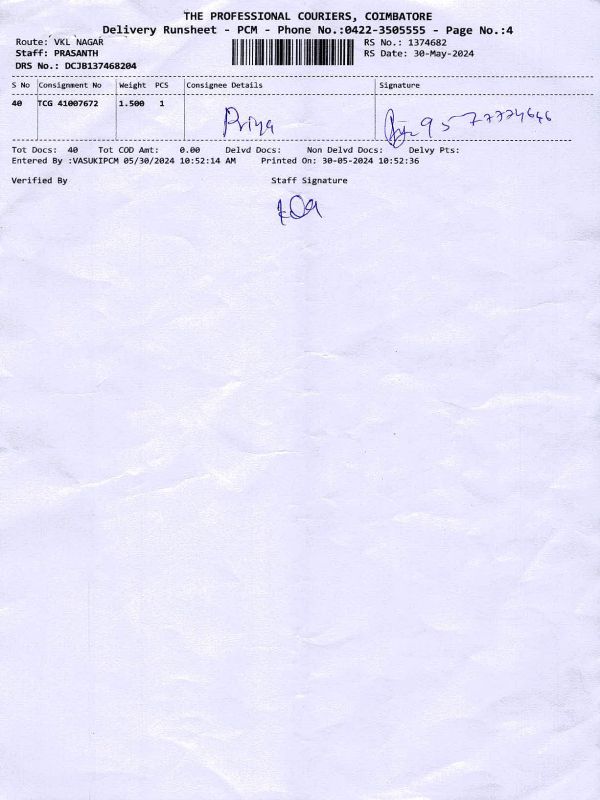 THE PROFESSIONAL COURIERS, COIMBATORE
Delivery Runsheet - PCM - Phone No.:0422-3505555 - Page No.:4
Route: VKL NAGAR RS No.: 1374682
Staff: PRASANTH RS Date: 30-May-2024
DRS No.: DCJB137468204
S No Consignment No Weight PCS Consignee Details Signature
40 TCG 41007672 1.500 1 Priya
Tot Docs: 40 Tot COD Amt: 0.00 Delvd Docs: Non Delvd Docs: Delvy Pts:
Entered By :VASUKIPCM 05/30/2024 10:52:14 AM Printed On: 30-05-2024 10:52:36
Verified By Staff Signature